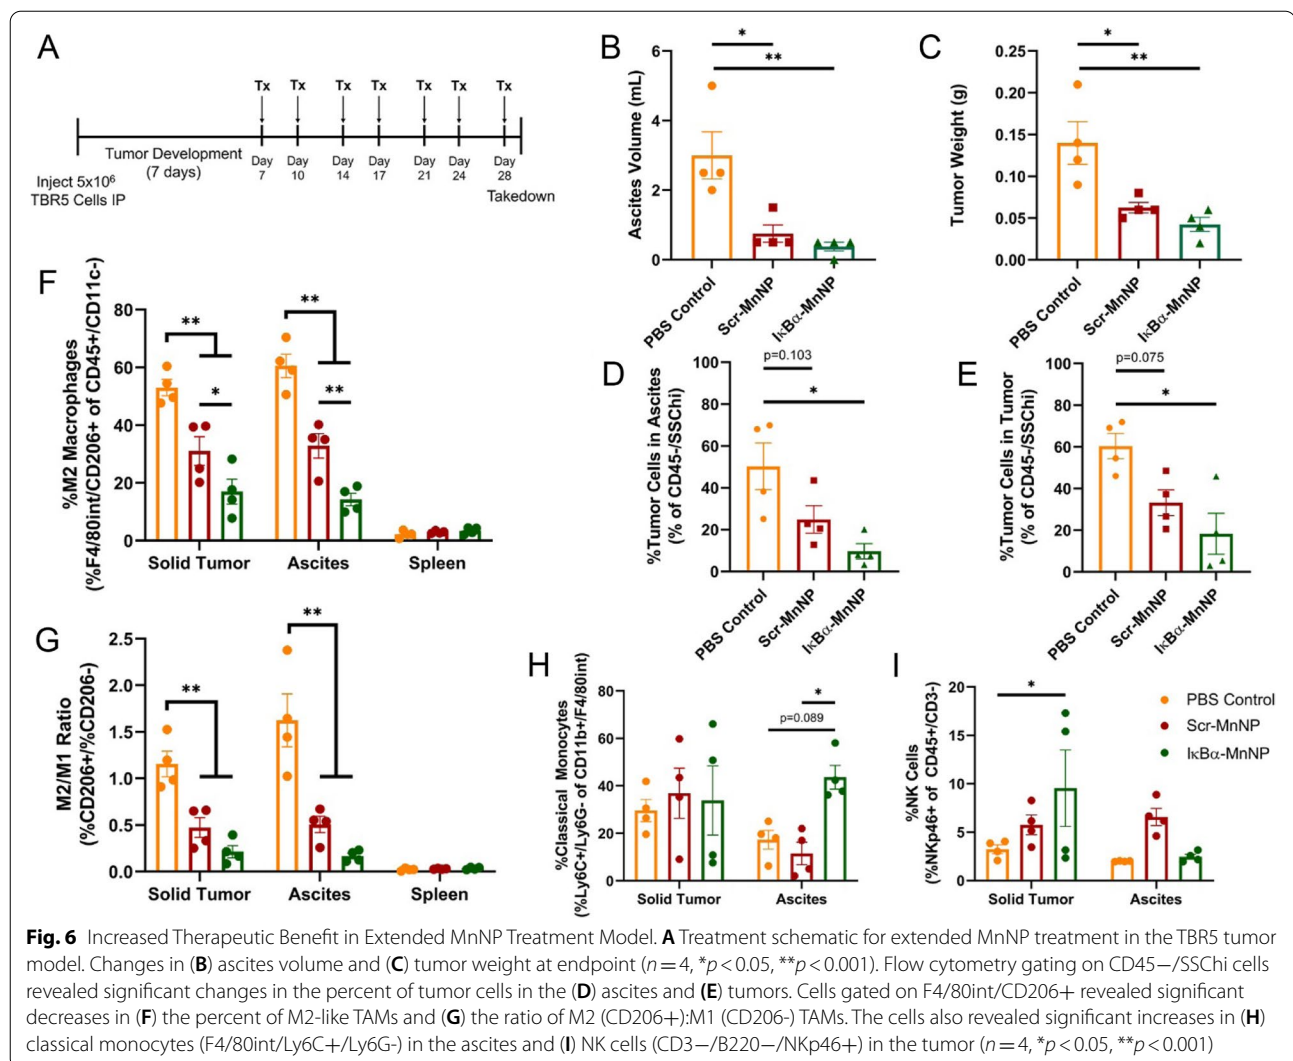 A
Tx Tx Tx Tx Tx Tx Tx
Tumor Development
(7 days)
Day 7 Day 10 Day 14 Day 17 Day 21 Day 24 Day 28
Inject 5x10⁶
TBR5 Cells IP
Takedown
B
*
**
Ascites Volume (mL)
6
4
2
0
PBS Control
Scr-MnNP
IκBα-MnNP
C
*
**
Tumor Weight (g)
0.25
0.20
0.15
0.10
0.05
0.00
PBS Control
Scr-MnNP
IκBα-MnNP
F
%M2 Macrophages
(%F4/80int/CD206+ of CD45+/CD11c-)
80
60
40
20
0
**
*
**
**
Solid Tumor Ascites Spleen
D
%Tumor Cells in Ascites
(% of CD45-/SSChi)
100
80
60
40
20
0
p=0.103
*
PBS Control
Scr-MnNP
IκBα-MnNP
E
%Tumor Cells in Tumor
(% of CD45-/SSChi)
100
80
60
40
20
0
p=0.075
*
PBS Control
Scr-MnNP
IκBα-MnNP
G
M2/M1 Ratio
(%CD206+/%CD206-)
2.5
2.0
1.5
1.0
0.5
0.0
**
**
Solid Tumor Ascites Spleen
H
%Classical Monocytes
(%Ly6C+/Ly6G- of CD11b+/F4/80int)
80
60
40
20
0
*
p=0.089
Solid Tumor Ascites
I
%NK Cells
(%NKp46+ of CD45+/CD3-)
20
15
10
5
0
*
Solid Tumor Ascites
PBS Control
Scr-MnNP
IκBα-MnNP
Fig. 6 Increased Therapeutic Benefit in Extended MnNP Treatment Model. A Treatment schematic for extended MnNP treatment in the TBR5 tumor
model. Changes in (B) ascites volume and (C) tumor weight at endpoint (n = 4, *p < 0.05, **p < 0.001). Flow cytometry gating on CD45−/SSChi cells
revealed significant changes in the percent of tumor cells in the (D) ascites and (E) tumors. Cells gated on F4/80int/CD206+ revealed significant
decreases in (F) the percent of M2-like TAMs and (G) the ratio of M2 (CD206+):M1 (CD206-) TAMs. The cells also revealed significant increases in (H)
classical monocytes (F4/80int/Ly6C+/Ly6G-) in the ascites and (I) NK cells (CD3−/B220−/NKp46+) in the tumor (n = 4, *p < 0.05, **p < 0.001)